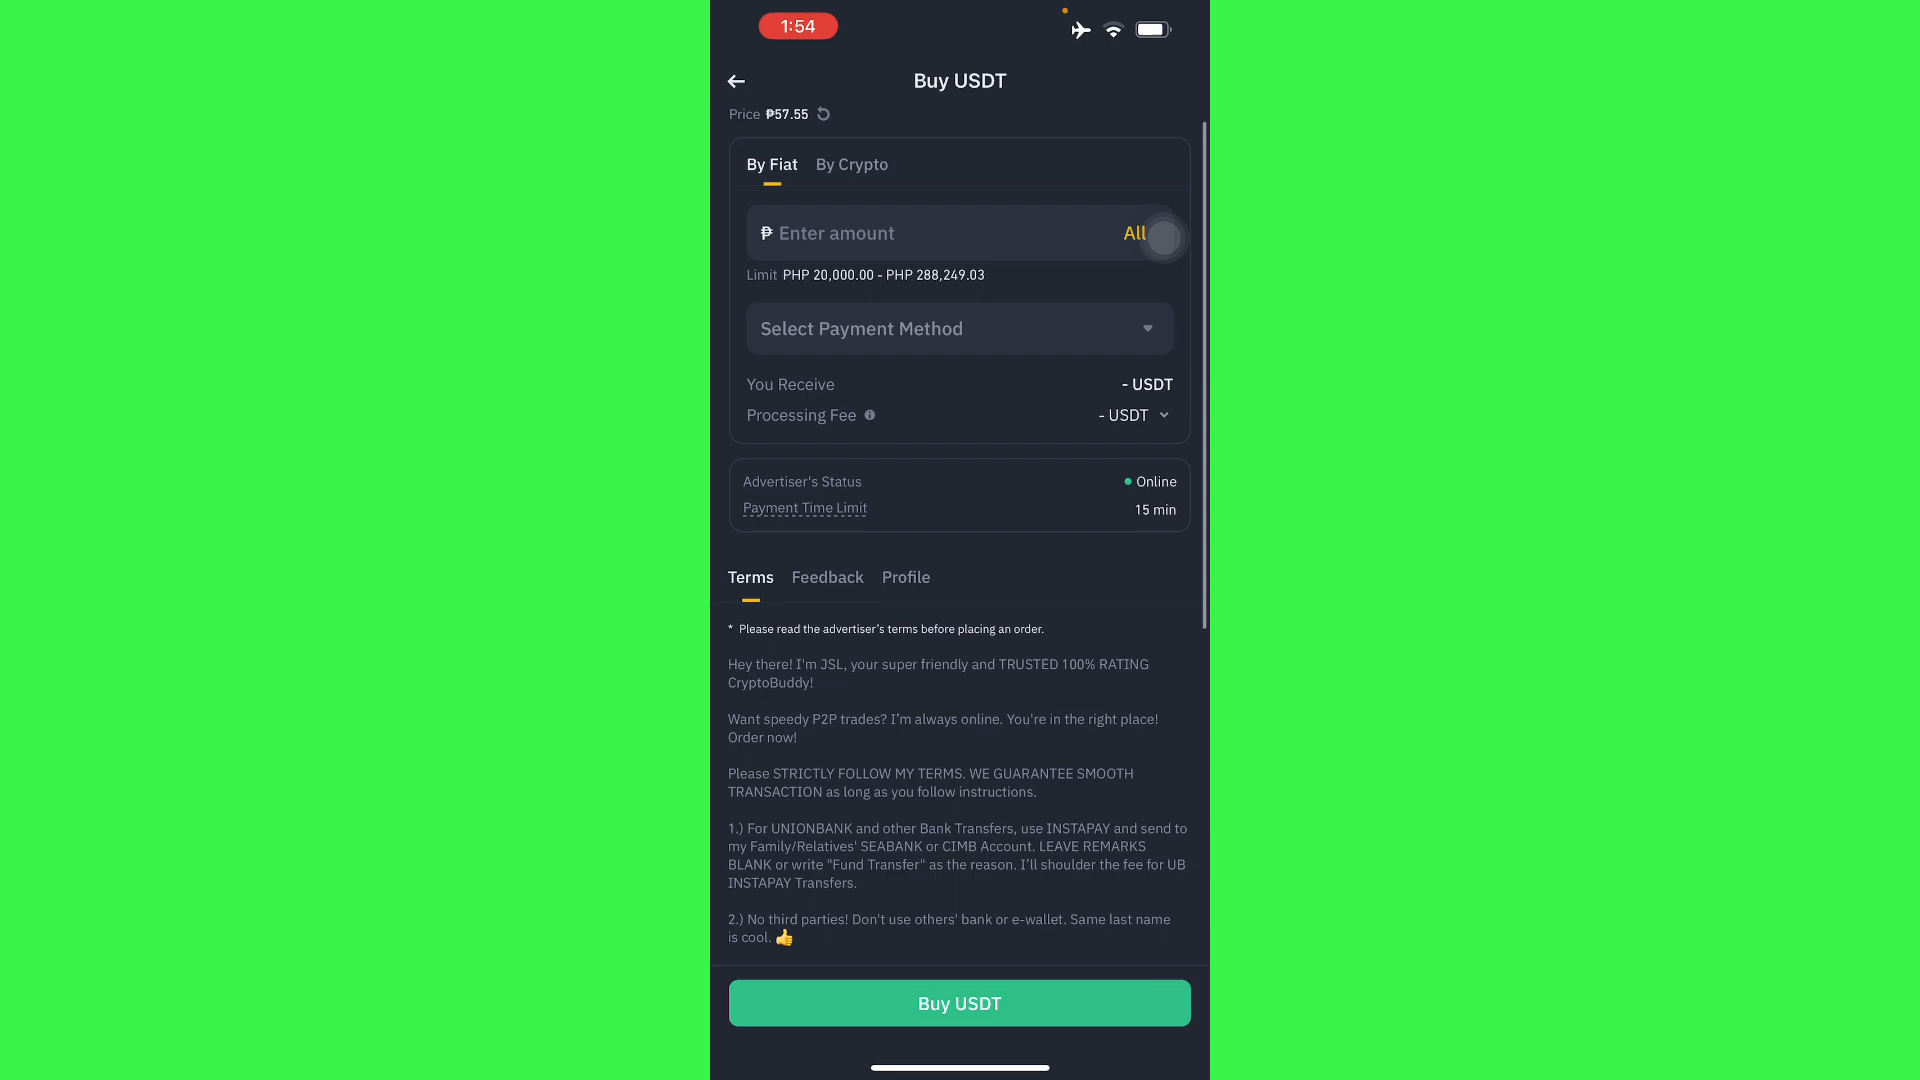 1:54
Buy USDT
Price ₱57.55
By Fiat By Crypto
₱ Enter amount All
Limit PHP 20,000.00 - PHP 288,249.03
Select Payment Method
You Receive - USDT
Processing Fee - USDT
Advertiser's Status Online
Payment Time Limit 15 min
Terms Feedback Profile
* Please read the advertiser's terms before placing an order.
Hey there! I'm JSL, your super friendly and TRUSTED 100% RATING
CryptoBuddy!
Want speedy P2P trades? I'm always online. You're in the right place!
Order now!
Please STRICTLY FOLLOW MY TERMS. WE GUARANTEE SMOOTH
TRANSACTION as long as you follow instructions.
1.) For UNIONBANK and other Bank Transfers, use INSTAPAY and send to
my Family/Relatives' SEABANK or CIMB Account. LEAVE REMARKS
BLANK or write "Fund Transfer" as the reason. I'll shoulder the fee for UB
INSTAPAY Transfers.
2.) No third parties! Don't use others' bank or e-wallet. Same last name
is cool. 👍
Buy USDT